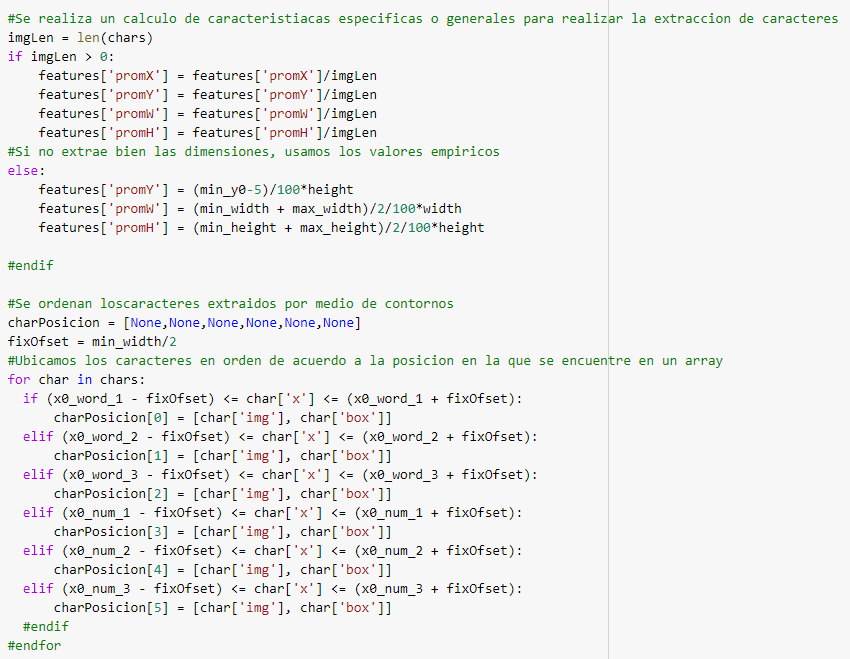 #Se realiza un calculo de caracteristiacas especificas o generales para realizar la extraccion de caracteres
imgLen = len(chars)
if imgLen > 0:
    features['promX'] = features['promX']/imgLen
    features['promY'] = features['promY']/imgLen
    features['promW'] = features['promW']/imgLen
    features['promH'] = features['promH']/imgLen
#Si no extrae bien las dimensiones, usamos los valores empiricos
else:
    features['promY'] = (min_y0-5)/100*height
    features['promW'] = (min_width + max_width)/2/100*width
    features['promH'] = (min_height + max_height)/2/100*height

#endif

#Se ordenan loscaracteres extraidos por medio de contornos
charPosicion = [None,None,None,None,None,None]
fixOfset = min_width/2
#Ubicamos los caracteres en orden de acuerdo a la posicion en la que se encuentre en un array
for char in chars:
  if (x0_word_1 - fixOfset) <= char['x'] <= (x0_word_1 + fixOfset):
      charPosicion[0] = [char['img'], char['box']]
  elif (x0_word_2 - fixOfset) <= char['x'] <= (x0_word_2 + fixOfset):
      charPosicion[1] = [char['img'], char['box']]
  elif (x0_word_3 - fixOfset) <= char['x'] <= (x0_word_3 + fixOfset):
      charPosicion[2] = [char['img'], char['box']]
  elif (x0_num_1 - fixOfset) <= char['x'] <= (x0_num_1 + fixOfset):
      charPosicion[3] = [char['img'], char['box']]
  elif (x0_num_2 - fixOfset) <= char['x'] <= (x0_num_2 + fixOfset):
      charPosicion[4] = [char['img'], char['box']]
  elif (x0_num_3 - fixOfset) <= char['x'] <= (x0_num_3 + fixOfset):
      charPosicion[5] = [char['img'], char['box']]
  #endif
#endfor